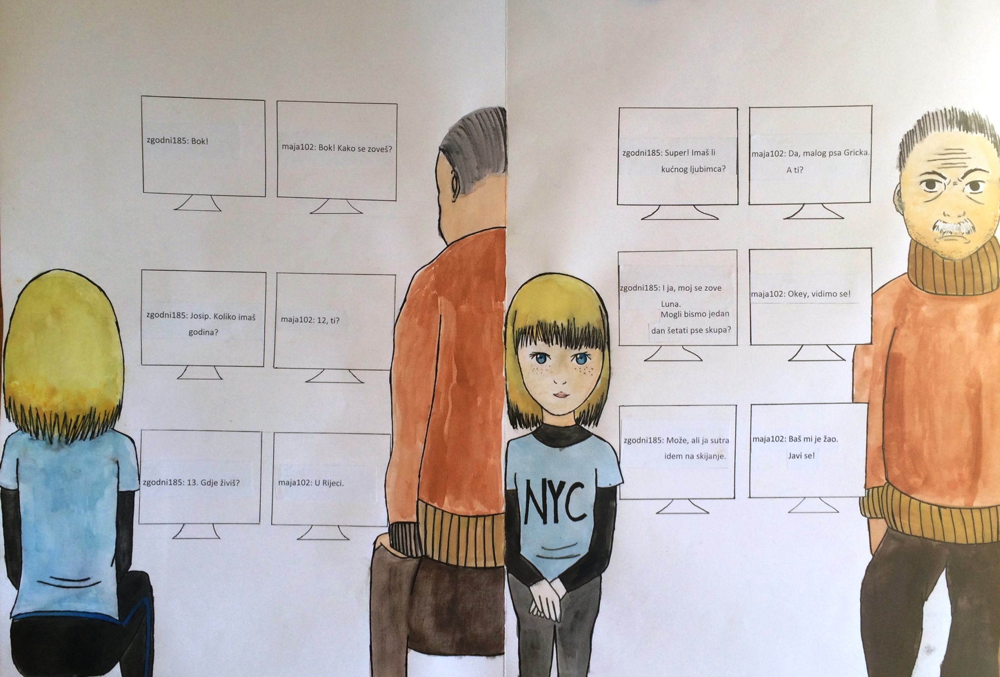 zgodni185: Bok!
maja102: Bok! Kako se zoveš?
zgodni185: Josip. Koliko imaš
godina?
maja102: 12, ti?
zgodni185: 13. Gdje živiš?
maja102: U Rijeci.
zgodni185: Super! Imaš li
kućnog ljubimca?
maja102: Da, malog psa Gricka.
A ti?
zgodni185: I ja, moj se zove
Luna.
Mogli bismo jedan
dan šetati pse skupa?
maja102: Okey, vidimo se!
zgodni185: Može, ali ja sutra
idem na skijanje.
maja102: Baš mi je žao.
Javi se!
NYC